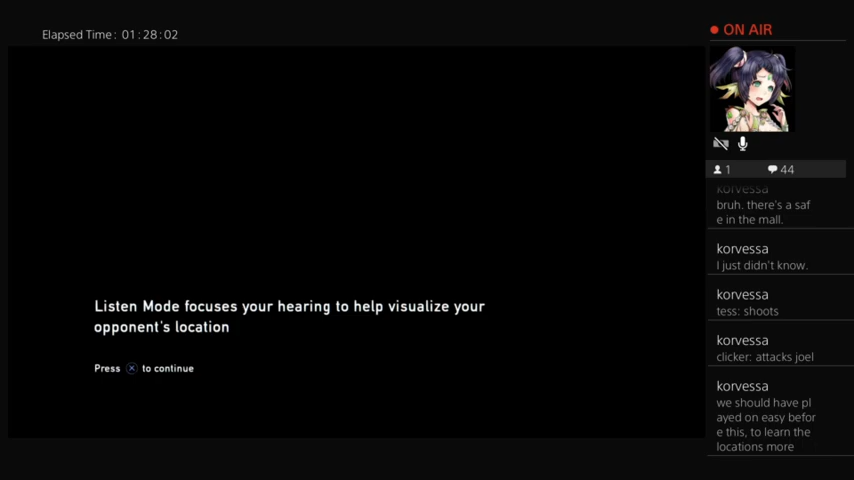 Elapsed Time: 01:28:02
ON AIR
1 44
korvessa
bruh. there's a saf
e in the mall.
korvessa
I just didn't know.
korvessa
tess: shoots
korvessa
clicker: attacks joel
korvessa
we should have pl
ayed on easy befor
e this, to learn the
locations more
Listen Mode focuses your hearing to help visualize your
opponent's location
Press to continue